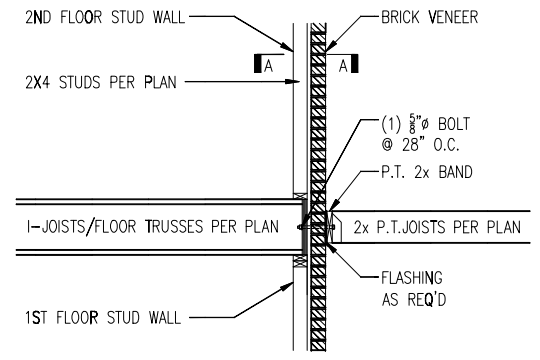 2ND FLOOR STUD WALL
BRICK VENEER
A
A
2X4 STUDS PER PLAN
(1) 5/8"ø BOLT
@ 28" O.C.
P.T. 2x BAND
I-JOISTS/FLOOR TRUSSES PER PLAN
2x P.T.JOISTS PER PLAN
FLASHING
AS REQ'D
1ST FLOOR STUD WALL